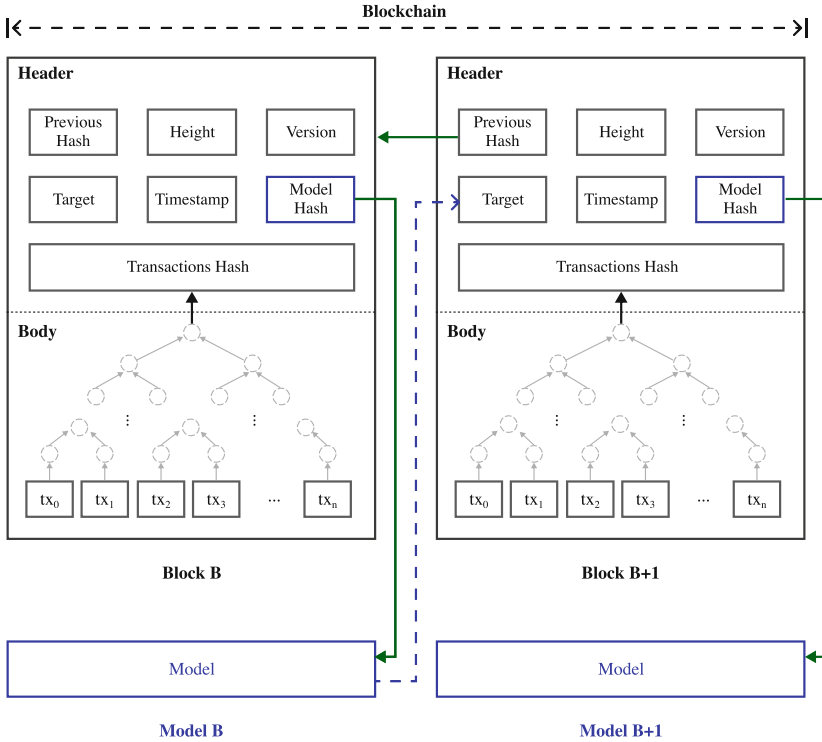 Blockchain
Header
Previous
Hash
Height
Version
Target
Timestamp
Model
Hash
Transactions Hash
Body
⋮
⋮
tx0
tx1
tx2
tx3
...
txn
Block B
Model
Model B
Header
Previous
Hash
Height
Version
Target
Timestamp
Model
Hash
Transactions Hash
Body
⋮
⋮
tx0
tx1
tx2
tx3
...
txn
Block B+1
Model
Model B+1